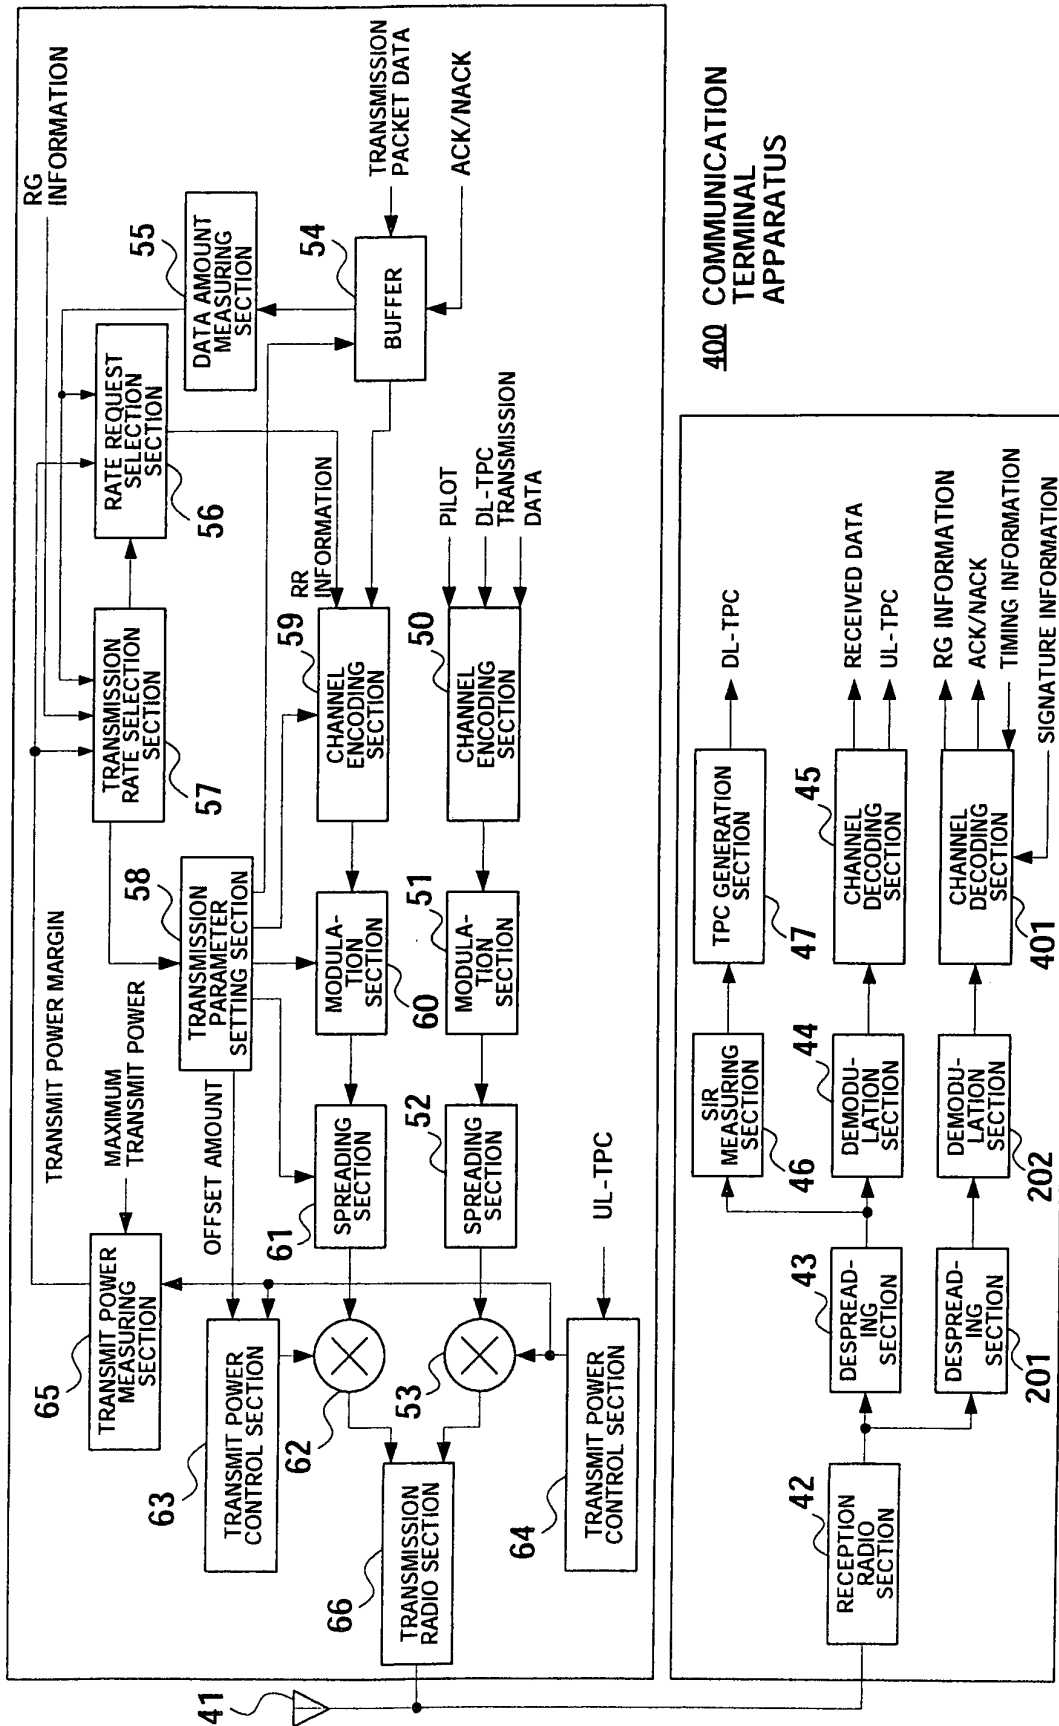 41
66
TRANSMISSION
RADIO SECTION
65
TRANSMIT POWER
MEASURING
SECTION
TRANSMIT POWER MARGIN
MAXIMUM
TRANSMIT POWER
63
TRANSMIT POWER
CONTROL SECTION
OFFSET AMOUNT
62
53
64
TRANSMIT POWER
CONTROL SECTION
UL-TPC
58
TRANSMISSION
PARAMETER
SETTING SECTION
57
TRANSMISSION
RATE SELECTION
SECTION
56
RATE REQUEST
SELECTION
SECTION
RG
INFORMATION
55
DATA AMOUNT
MEASURING
SECTION
54
BUFFER
TRANSMISSION
PACKET DATA
ACK/NACK
61
SPREADING
SECTION
60
MODULA-
TION
SECTION
59
CHANNEL
ENCODING
SECTION
RR
INFORMATION
52
SPREADING
SECTION
51
MODULA-
TION
SECTION
50
CHANNEL
ENCODING
SECTION
PILOT
DL-TPC
TRANSMISSION
DATA
400 COMMUNICATION
TERMINAL
APPARATUS
42
RECEPTION
RADIO
SECTION
43
DESPREAD-
ING
SECTION
46
SIR
MEASURING
SECTION
47
TPC GENERATION
SECTION
DL-TPC
44
DEMODU-
LATION
SECTION
45
CHANNEL
DECODING
SECTION
RECEIVED DATA
UL-TPC
201
DESPREAD-
ING
SECTION
202
DEMODU-
LATION
SECTION
401
CHANNEL
DECODING
SECTION
RG INFORMATION
ACK/NACK
TIMING INFORMATION
SIGNATURE INFORMATION